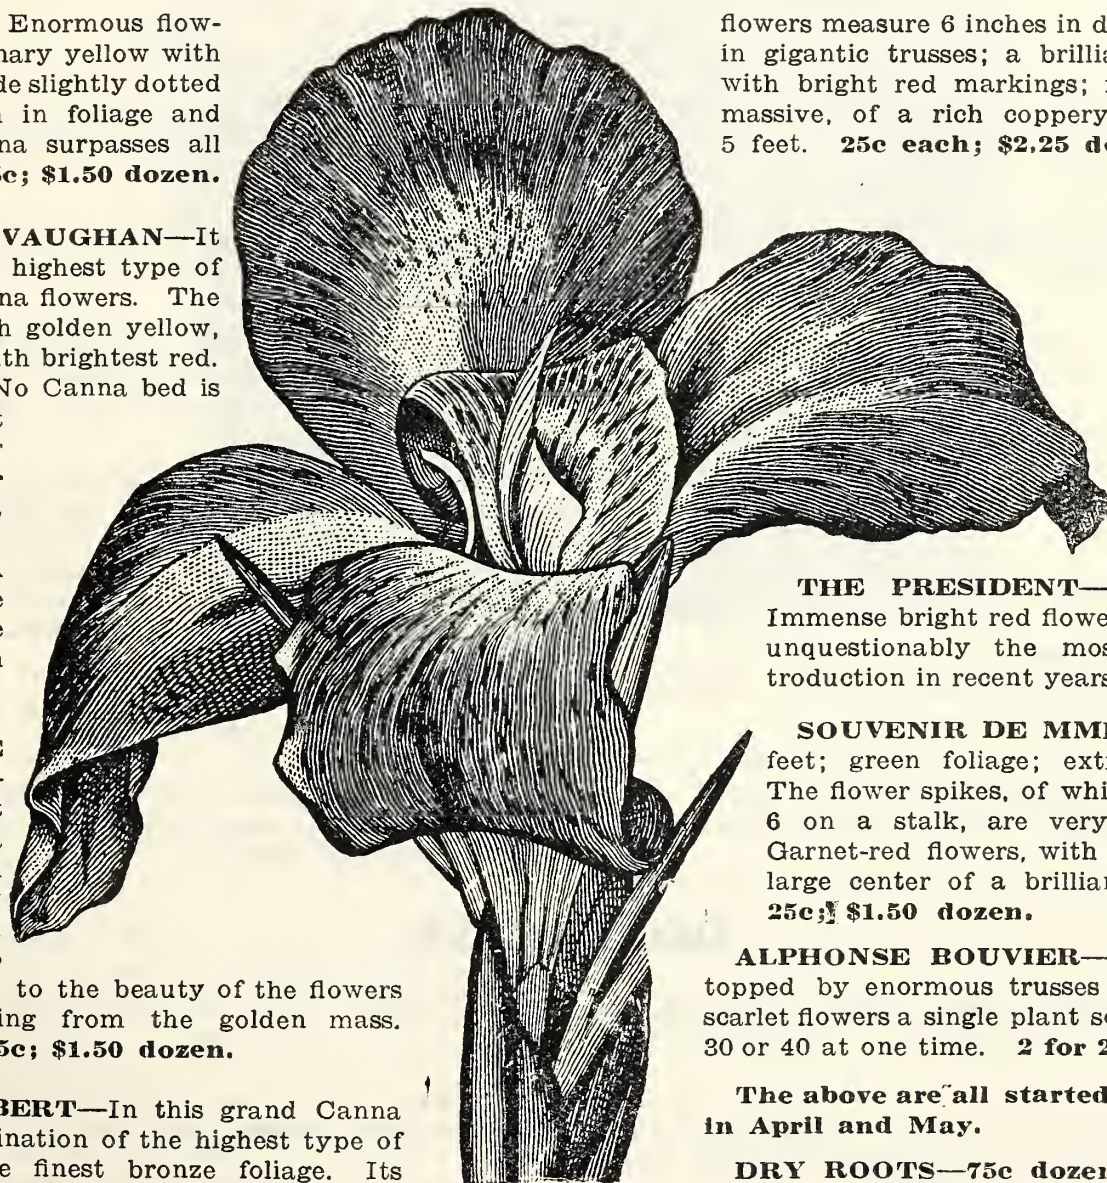 Enormous flow-
nary yellow with
de slightly dotted
in foliage and
na surpasses all
5c; $1.50 dozen.
VAUGHAN—It
highest type of
na flowers. The
h golden yellow,
ith brightest red.
No Canna bed is
to the beauty of the flowers
ing from the golden mass.
5c; $1.50 dozen.
BERT—In this grand Canna
ination of the highest type of
e finest bronze foliage. Its
flowers measure 6 inches in d
in gigantic trusses; a brillia
with bright red markings;
massive, of a rich coppery
5 feet. 25c each; $2.25 do
THE PRESIDENT—
Immense bright red flowe
unquestionably the mos
troduction in recent years
SOUVENIR DE MME
feet; green foliage; ext
The flower spikes, of whi
6 on a stalk, are very
Garnet-red flowers, with
large center of a brillian
25c; $1.50 dozen.
ALPHONSE BOUVIER—
topped by enormous trusses
scarlet flowers a single plant s
30 or 40 at one time. 2 for 2
The above are all started
in April and May.
DRY ROOTS—75c dozen